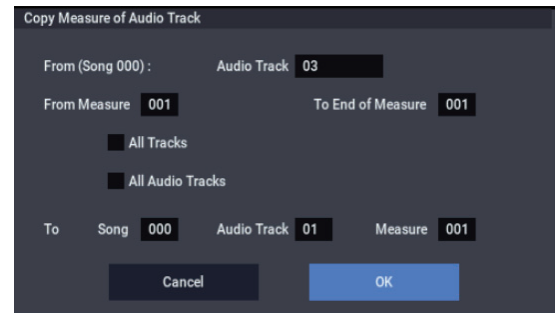 Copy Measure of Audio Track
From (Song 000) : Audio Track 03
From Measure 001 To End of Measure 001
All Tracks
All Audio Tracks
To Song 000 Audio Track 01 Measure 001
Cancel OK